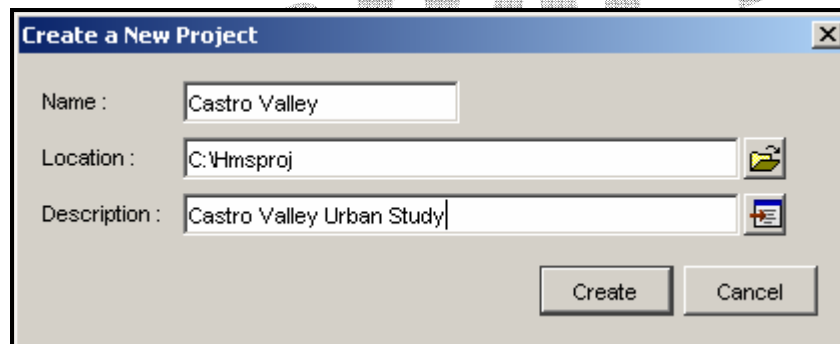 Create a New Project
Name : Castro Valley
Location : C:\Hmsproj
Description : Castro Valley Urban Study
Create Cancel